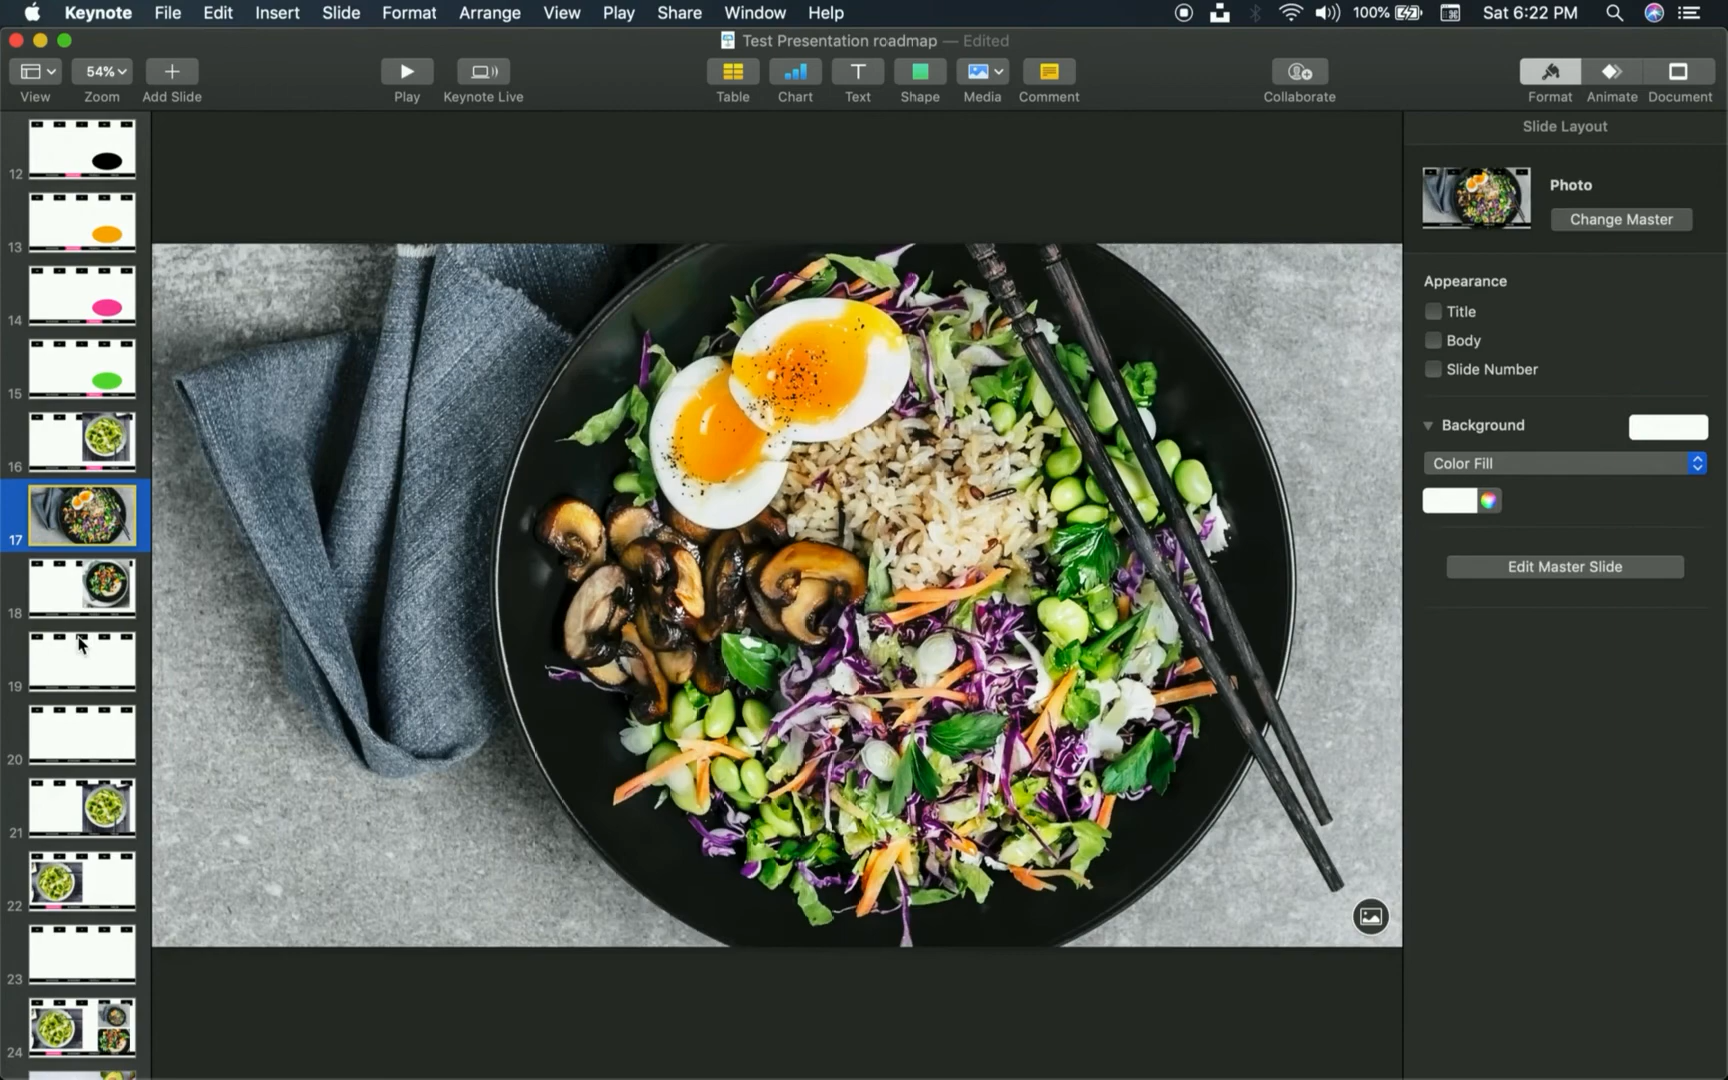 Keynote File Edit Insert Slide Format Arrange View Play Share Window Help 100% Sat 6:22 PM
Test Presentation roadmap — Edited
54%
View Zoom Add Slide Play Keynote Live Table Chart Text Shape Media Comment Collaborate Format Animate Document
Slide Layout
Photo
Change Master
Appearance
Title
Body
Slide Number
Background
Color Fill
Edit Master Slide
12
13
14
15
16
17
18
19
20
21
22
23
24